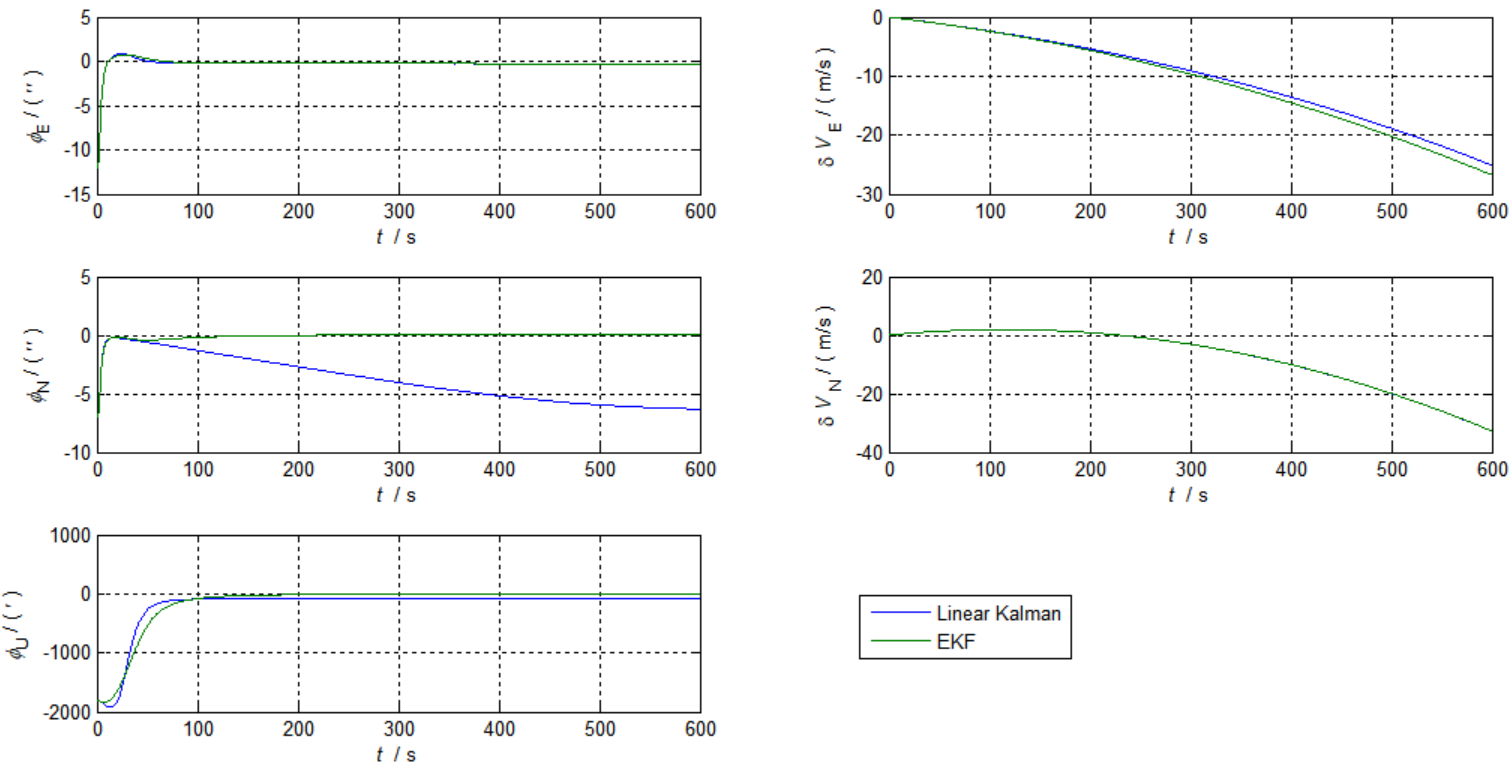 5
0
-5
-10
-15
0 100 200 300 400 500 600
ϕE / ( ′′ )
t / s
0
-10
-20
-30
0 100 200 300 400 500 600
δ VE / ( m/s )
t / s
5
0
-5
-10
0 100 200 300 400 500 600
ϕN / ( ′′ )
t / s
20
0
-20
-40
0 100 200 300 400 500 600
δ VN / ( m/s )
t / s
1000
0
-1000
-2000
0 100 200 300 400 500 600
ϕU / ( ′ )
t / s
Linear Kalman
EKF